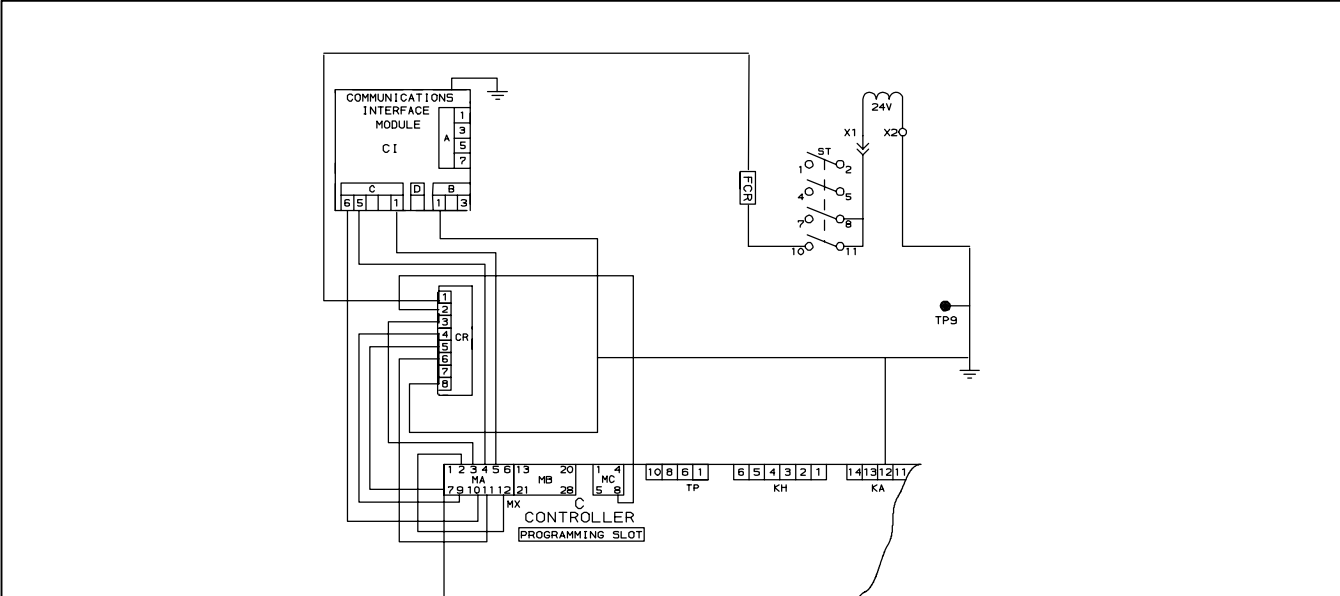 COMMUNICATIONS
INTERFACE
MODULE
CI
A
1
3
5
7
C
D
B
6 5 1
1 3
24V
X1
X2
ST
1 2
4 5
7 8
10 11
FCR
TP9
1
2
3
4
5
6
7
8
CR
1 2 3 4 5 6 13 20
MA
MB
7 9 10 11 12 21 28
MX
1 4
MC
5 8
10 8 6 1
TP
6 5 4 3 2 1
KH
14 13 12 11
KA
C
CONTROLLER
PROGRAMMING SLOT